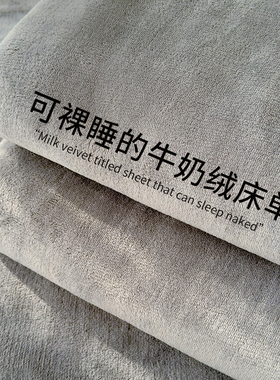 可裸睡的牛奶绒床单
"Milk veivet titled sheet that can sleep naked"